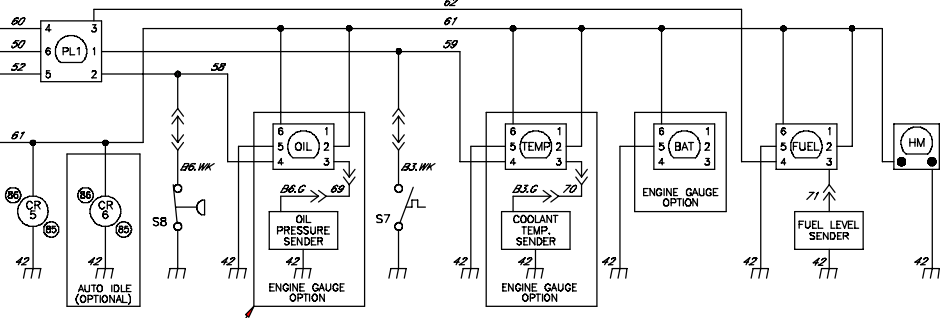 62
60 4 3 61
50 6 PL1 1 59
52 5 2 58
61
6 1 6 1 6 1 6 1
5 OIL 2 5 TEMP 2 5 BAT 2 5 FUEL 2 HM
4 3 4 3 4 3 4 3
B6.WK B3.WK
86 CR 5 85
86 CR 6 85
S8
B6.G 69
S7
B3.G 70
ENGINE GAUGE
OPTION
71
OIL
PRESSURE
SENDER
COOLANT
TEMP.
SENDER
FUEL LEVEL
SENDER
42 42 42 42 42 42 42 42 42 42 42
AUTO IDLE
(OPTIONAL)
ENGINE GAUGE
OPTION
ENGINE GAUGE
OPTION